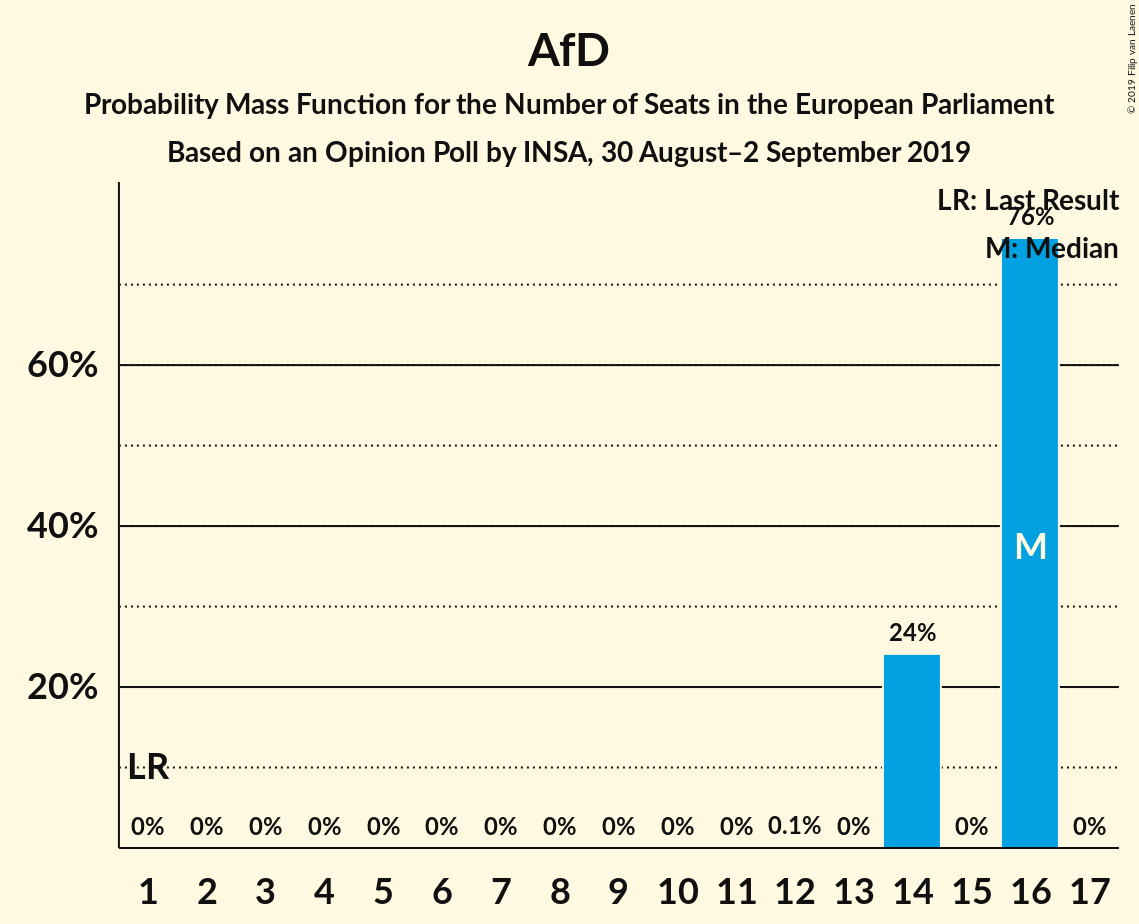 AfD
Probability Mass Function for the Number of Seats in the European Parliament
Based on an Opinion Poll by INSA, 30 August–2 September 2019
© 2019 Filip van Laenen
LR: Last Result
76%
M: Median
60%
40%
M
24%
20%
LR
0% 0% 0% 0% 0% 0% 0% 0% 0% 0% 0% 0.1% 0% 0% 0%
1 2 3 4 5 6 7 8 9 10 11 12 13 14 15 16 17